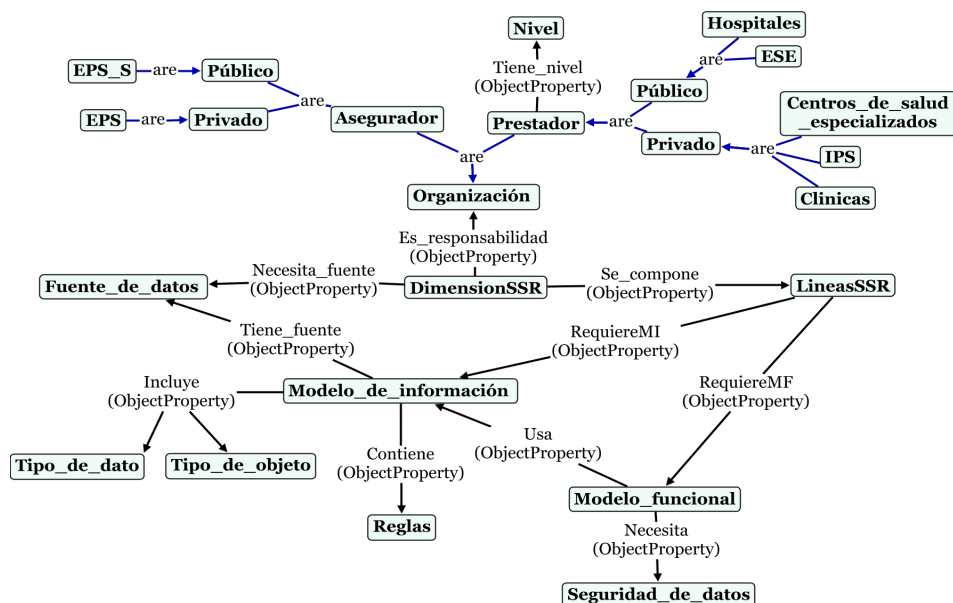 Hospitales
Nivel
ESE
are
EPS_S
are
Público
Tiene_nivel
(ObjectProperty)
Público
are
Centros_de_salud
_especializados
EPS
are
Privado
Asegurador
Prestador
are
Privado
are
IPS
are
Clinicas
Organización
Es_responsabilidad
(ObjectProperty)
Necesita_fuente
(ObjectProperty)
Se_compone
(ObjectProperty)
Fuente_de_datos
DimensionSSR
LineasSSR
Tiene_fuente
(ObjectProperty)
RequiereMI
(ObjectProperty)
Incluye
(ObjectProperty)
Modelo_de_información
RequiereMF
(ObjectProperty)
Usa
(ObjectProperty)
Contiene
(ObjectProperty)
Tipo_de_dato
Tipo_de_objeto
Modelo_funcional
Reglas
Necesita
(ObjectProperty)
Seguridad_de_datos